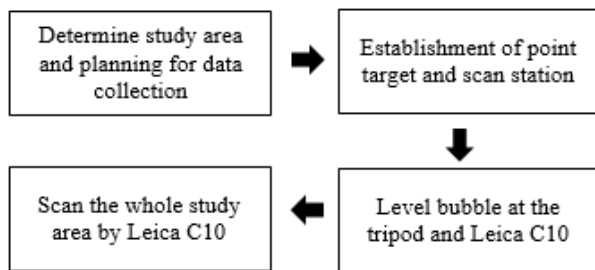 Determine study area
and planning for data
collection
Establishment of point
target and scan station
Level bubble at the
tripod and Leica C10
Scan the whole study
area by Leica C10